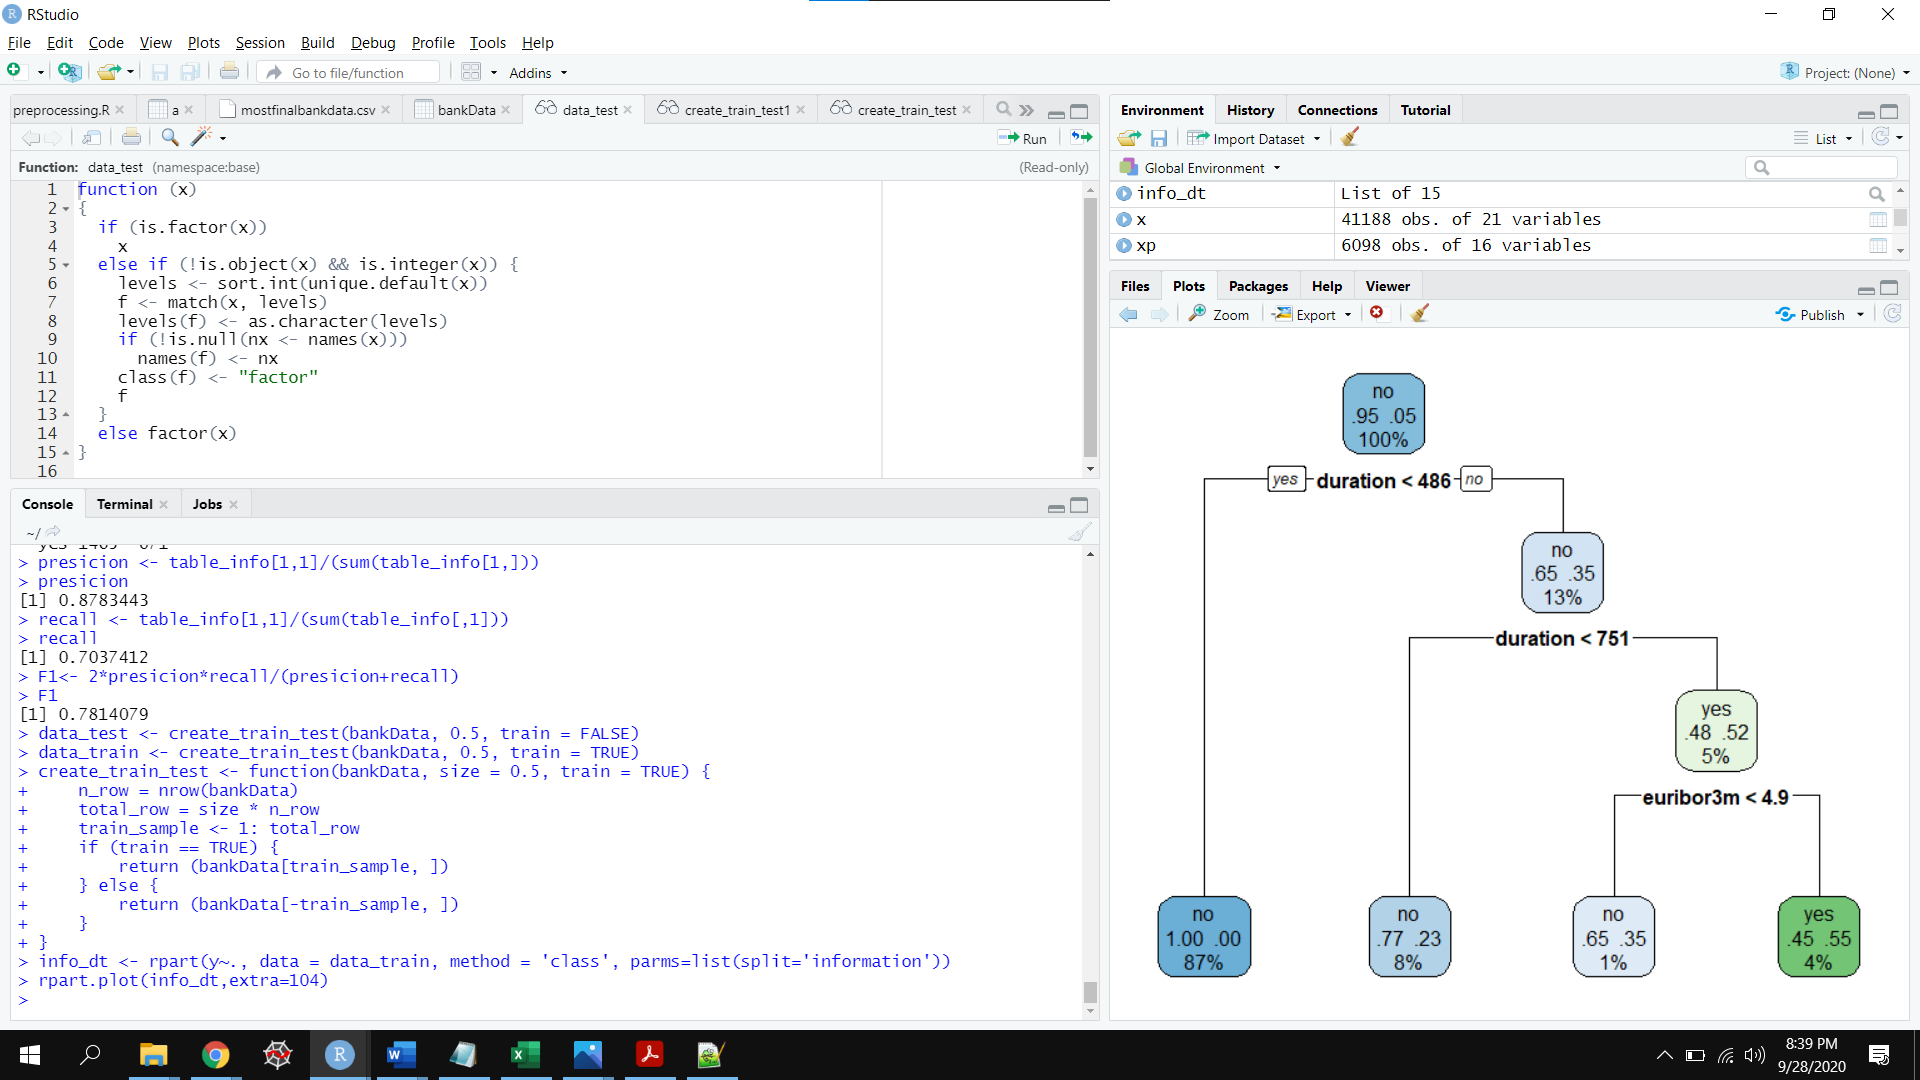 RStudio
File Edit Code View Plots Session Build Debug Profile Tools Help
Go to file/function Addins Project: (None)
preprocessing.R a mostfinalbankdata.csv bankData data_test create_train_test1 create_train_test
Run
Function: data_test (namespace:base) (Read-only)
1 function (x)
2 {
3 if (is.factor(x))
4 x
5 else if (!is.object(x) && is.integer(x)) {
6 levels <- sort.int(unique.default(x))
7 f <- match(x, levels)
8 levels(f) <- as.character(levels)
9 if (!is.null(nx <- names(x)))
10 names(f) <- nx
11 class(f) <- "factor"
12 f
13 }
14 else factor(x)
15 }
16
Console Terminal Jobs
~/
> presicion <- table_info[1,1]/(sum(table_info[1,]))
> presicion
[1] 0.8783443
> recall <- table_info[1,1]/(sum(table_info[,1]))
> recall
[1] 0.7037412
> F1<- 2*presicion*recall/(presicion+recall)
> F1
[1] 0.7814079
> data_test <- create_train_test(bankData, 0.5, train = FALSE)
> data_train <- create_train_test(bankData, 0.5, train = TRUE)
> create_train_test <- function(bankData, size = 0.5, train = TRUE) {
+ n_row = nrow(bankData)
+ total_row = size * n_row
+ train_sample <- 1: total_row
+ if (train == TRUE) {
+ return (bankData[train_sample, ])
+ } else {
+ return (bankData[-train_sample, ])
+ }
+ }
> info_dt <- rpart(y~., data = data_train, method = 'class', parms=list(split='information'))
> rpart.plot(info_dt,extra=104)
>
Environment History Connections Tutorial
Import Dataset List
Global Environment
info_dt List of 15
x 41188 obs. of 21 variables
xp 6098 obs. of 16 variables
Files Plots Packages Help Viewer
Zoom Export Publish
no
.95 .05
100%
yes duration < 486 no
no
.65 .35
13%
duration < 751
yes
.48 .52
5%
euribor3m < 4.9
no
1.00 .00
87%
no
.77 .23
8%
no
.65 .35
1%
yes
.45 .55
4%
8:39 PM
9/28/2020